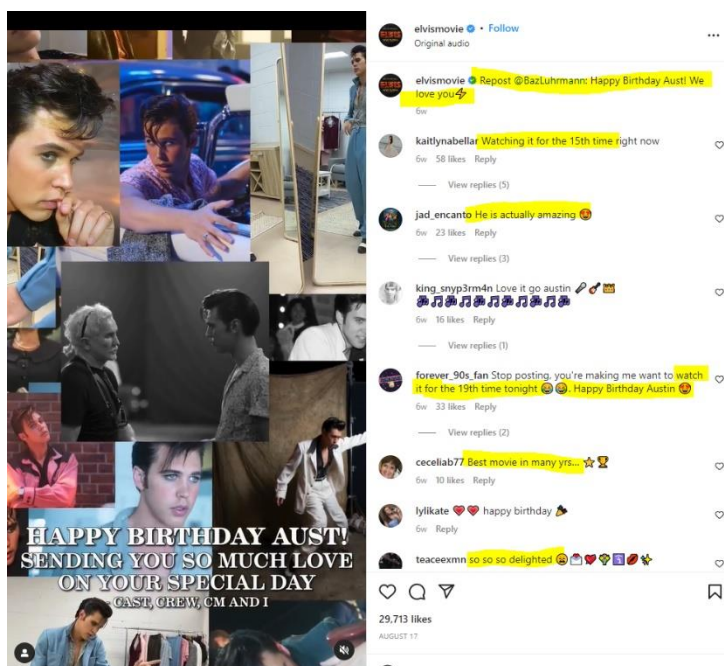 HAPPY BIRTHDAY AUST!
SENDING YOU SO MUCH LOVE
ON YOUR SPECIAL DAY
- CAST, CREW, CM AND I
elvismovie • Follow
Original audio
elvismovie Repost @BazLuhrmann: Happy Birthday Aust! We
love you⚡
6w
kaitlynabellar Watching it for the 15th time right now
6w 58 likes Reply
View replies (5)
jad_encanto He is actually amazing 😍
6w 23 likes Reply
View replies (3)
king_snyp3rm4n Love it go austin 🎤🎸👑
🎶🎵🎶🎵🎶🎵🎶🎵🎶🎵🎶
6w 16 likes Reply
View replies (1)
forever_90s_fan Stop posting, you're making me want to watch
it for the 19th time tonight 😂😂. Happy Birthday Austin 😍
6w 33 likes Reply
View replies (2)
ceceliab77 Best movie in many yrs... ⭐🏆
6w 10 likes Reply
lylikate ❤️❤️ happy birthday 🎉
6w Reply
teaceexmn so so so delighted
29,713 likes
AUGUST 17